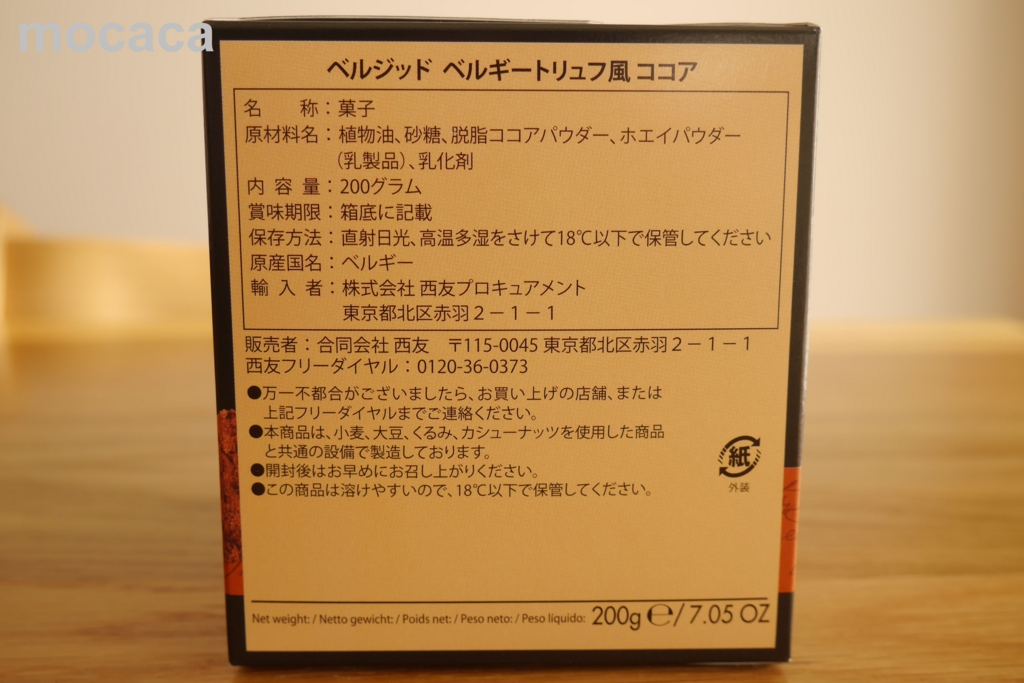 mocaca
ベルジッド ベルギートリュフ風 ココア
名称：菓子
原材料名：植物油、砂糖、脱脂ココアパウダー、ホエイパウダー
（乳製品）、乳化剤
内容量：200グラム
賞味期限：箱底に記載
保存方法：直射日光、高温多湿をさけて18℃以下で保管してください
原産国名：ベルギー
輸入者：株式会社 西友プロキュアメント
東京都北区赤羽２－１－１
販売者：合同会社 西友　〒115-0045 東京都北区赤羽２－１－１
西友フリーダイヤル：0120-36-0373
●万一不都合がございましたら、お買い上げの店舗、または
上記フリーダイヤルまでご連絡ください。
●本商品は、小麦、大豆、くるみ、カシューナッツを使用した商品
と共通の設備で製造しております。
●開封後はお早めにお召し上がりください。
●この商品は溶けやすいので、18℃以下で保管してください。
紙
外装
Net weight: / Netto gewicht: / Poids net: / Peso neto: / Peso líquido: 200g ℮ / 7.05 OZ